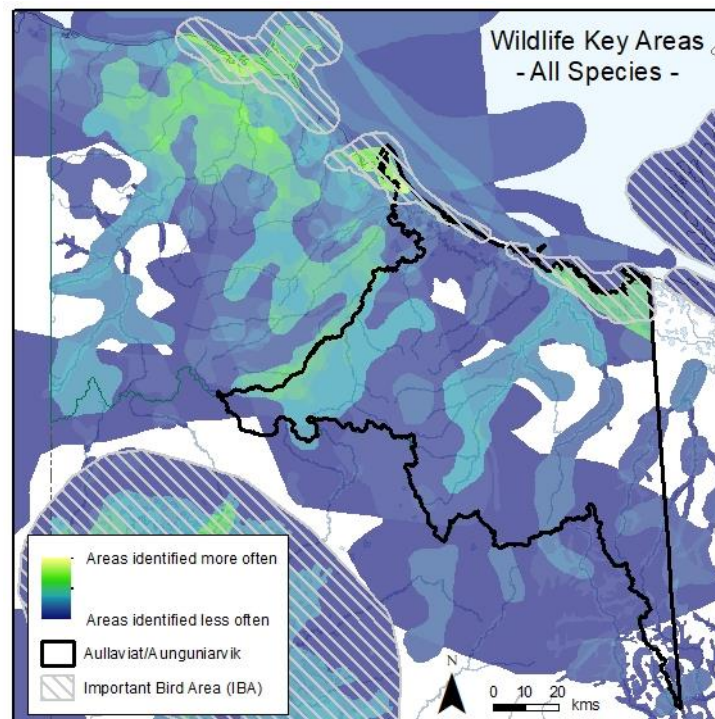 Wildlife Key Areas
- All Species -
Areas identified more often
Areas identified less often
Aullaviat/Aunguniarvik
Important Bird Area (IBA)
N
0 10 20
kms